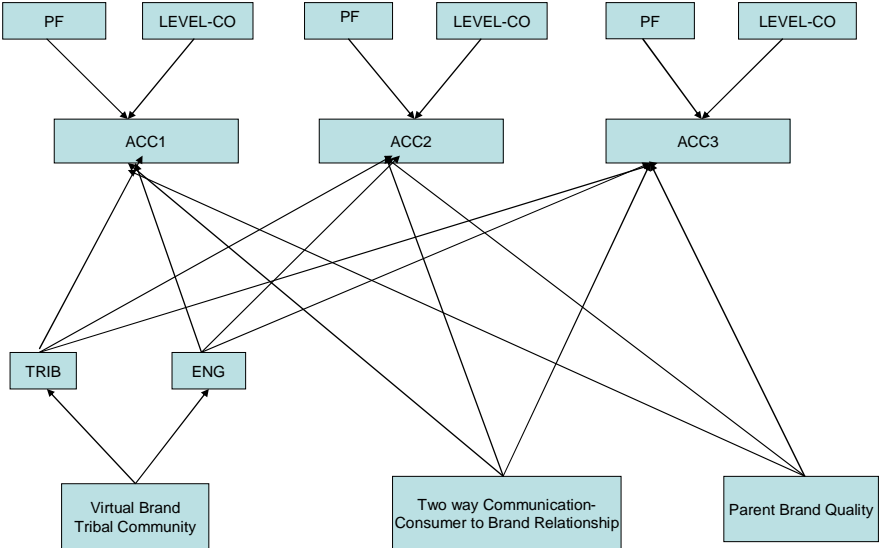 PF
LEVEL-CO
PF
LEVEL-CO
PF
LEVEL-CO
ACC1
ACC2
ACC3
TRIB
ENG
Virtual Brand
Tribal Community
Two way Communication-
Consumer to Brand Relationship
Parent Brand Quality